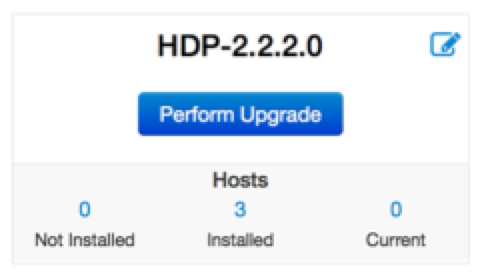 HDP-2.2.2.0
Perform Upgrade
Hosts
0 3 0
Not Installed Installed Current